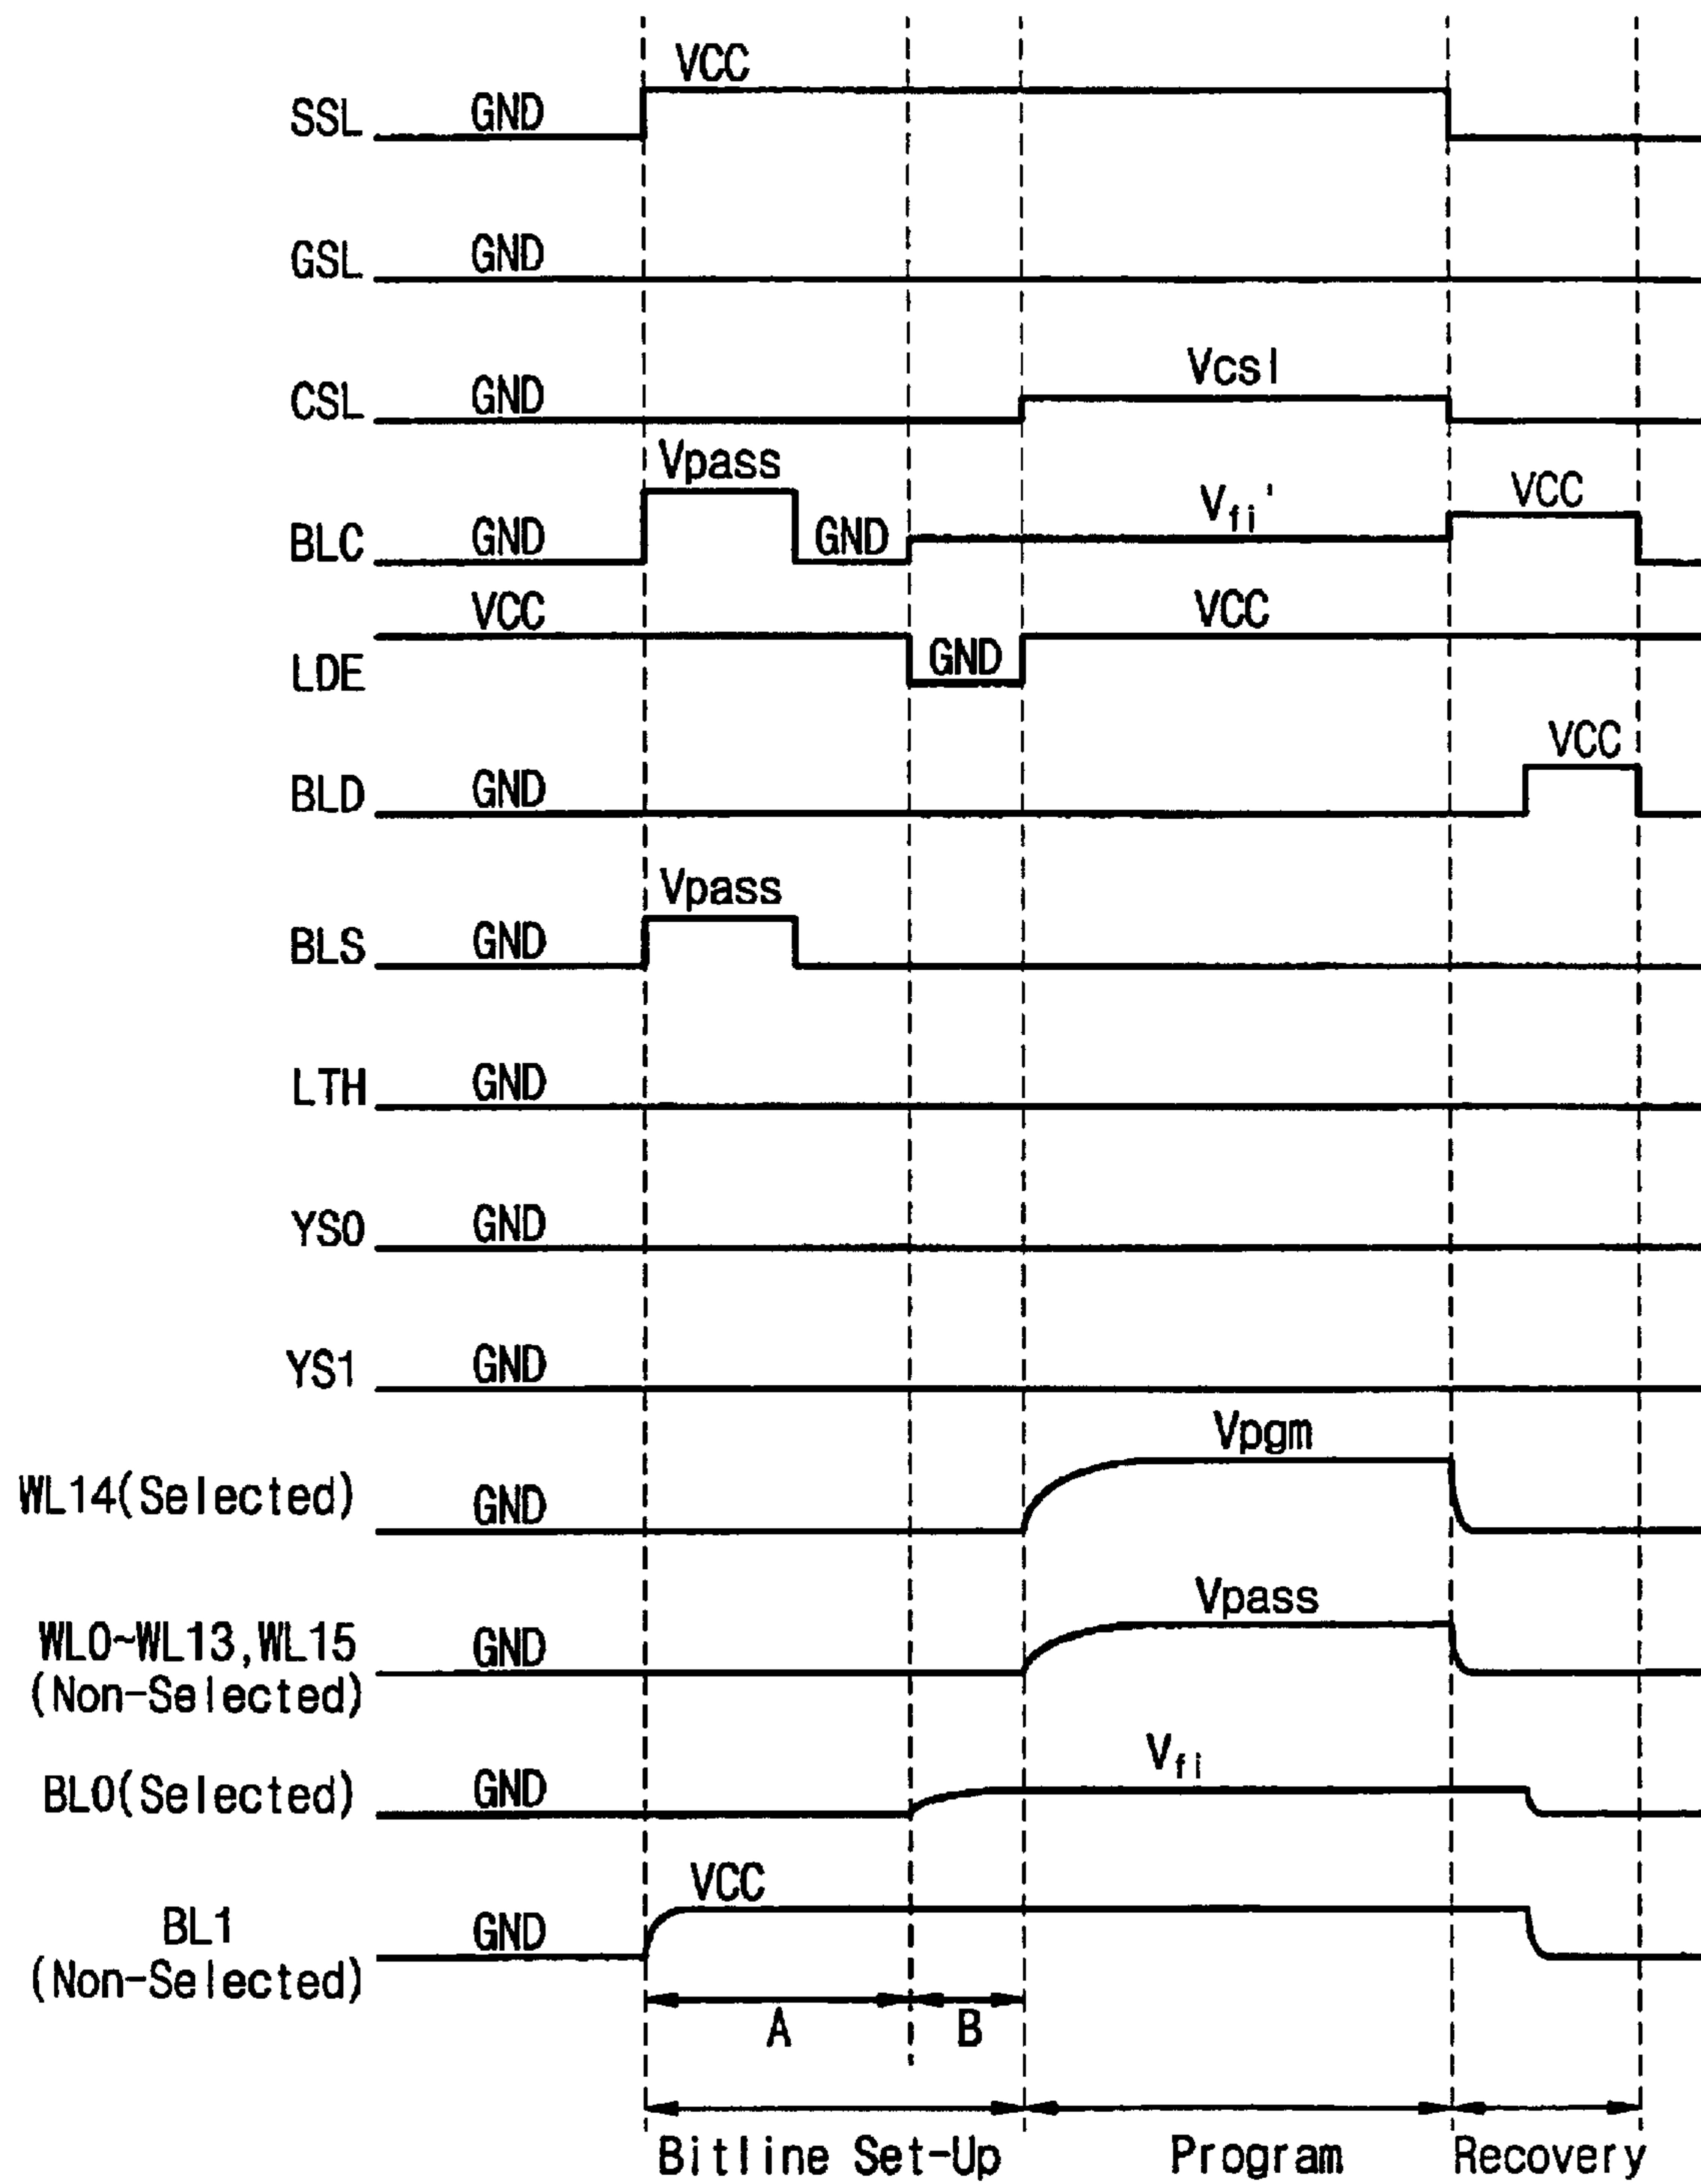 VCC
SSL GND
GSL GND
Vcsl
CSL GND
Vpass
Vfi' VCC
BLC GND GND
VCC VCC
LDE GND
VCC
BLD GND
Vpass
BLS GND
LTH GND
YS0 GND
YS1 GND
Vpgm
WL14(Selected) GND
Vpass
WL0~WL13,WL15 GND
(Non-Selected)
Vfi
BL0(Selected) GND
VCC
BL1 GND
(Non-Selected)
A B
Bitline Set-Up Program Recovery